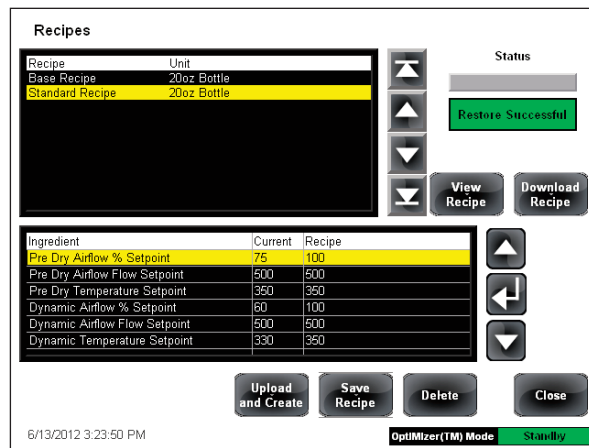 Recipes
Recipe Unit
Base Recipe 20oz Bottle
Standard Recipe 20oz Bottle
Status
Restore Successful
View Recipe
Download Recipe
Ingredient Current Recipe
Pre Dry Airflow % Setpoint 75 100
Pre Dry Airflow Flow Setpoint 500 500
Pre Dry Temperature Setpoint 350 350
Dynamic Airflow % Setpoint 60 100
Dynamic Airflow Flow Setpoint 500 500
Dynamic Temperature Setpoint 330 350
Upload and Create
Save Recipe
Delete
Close
6/13/2012 3:23:50 PM
OptIMIzer(TM) Mode Standby